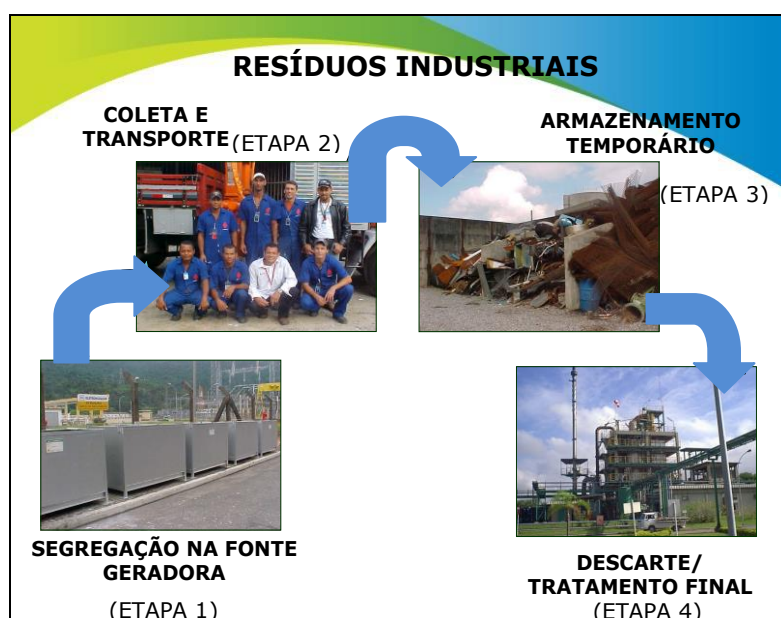 RESÍDUOS INDUSTRIAIS
COLETA E
TRANSPORTE (ETAPA 2)
ARMAZENAMENTO
TEMPORÁRIO
(ETAPA 3)
SEGREGAÇÃO NA FONTE
GERADORA
(ETAPA 1)
DESCARTE/
TRATAMENTO FINAL
(ETAPA 4)